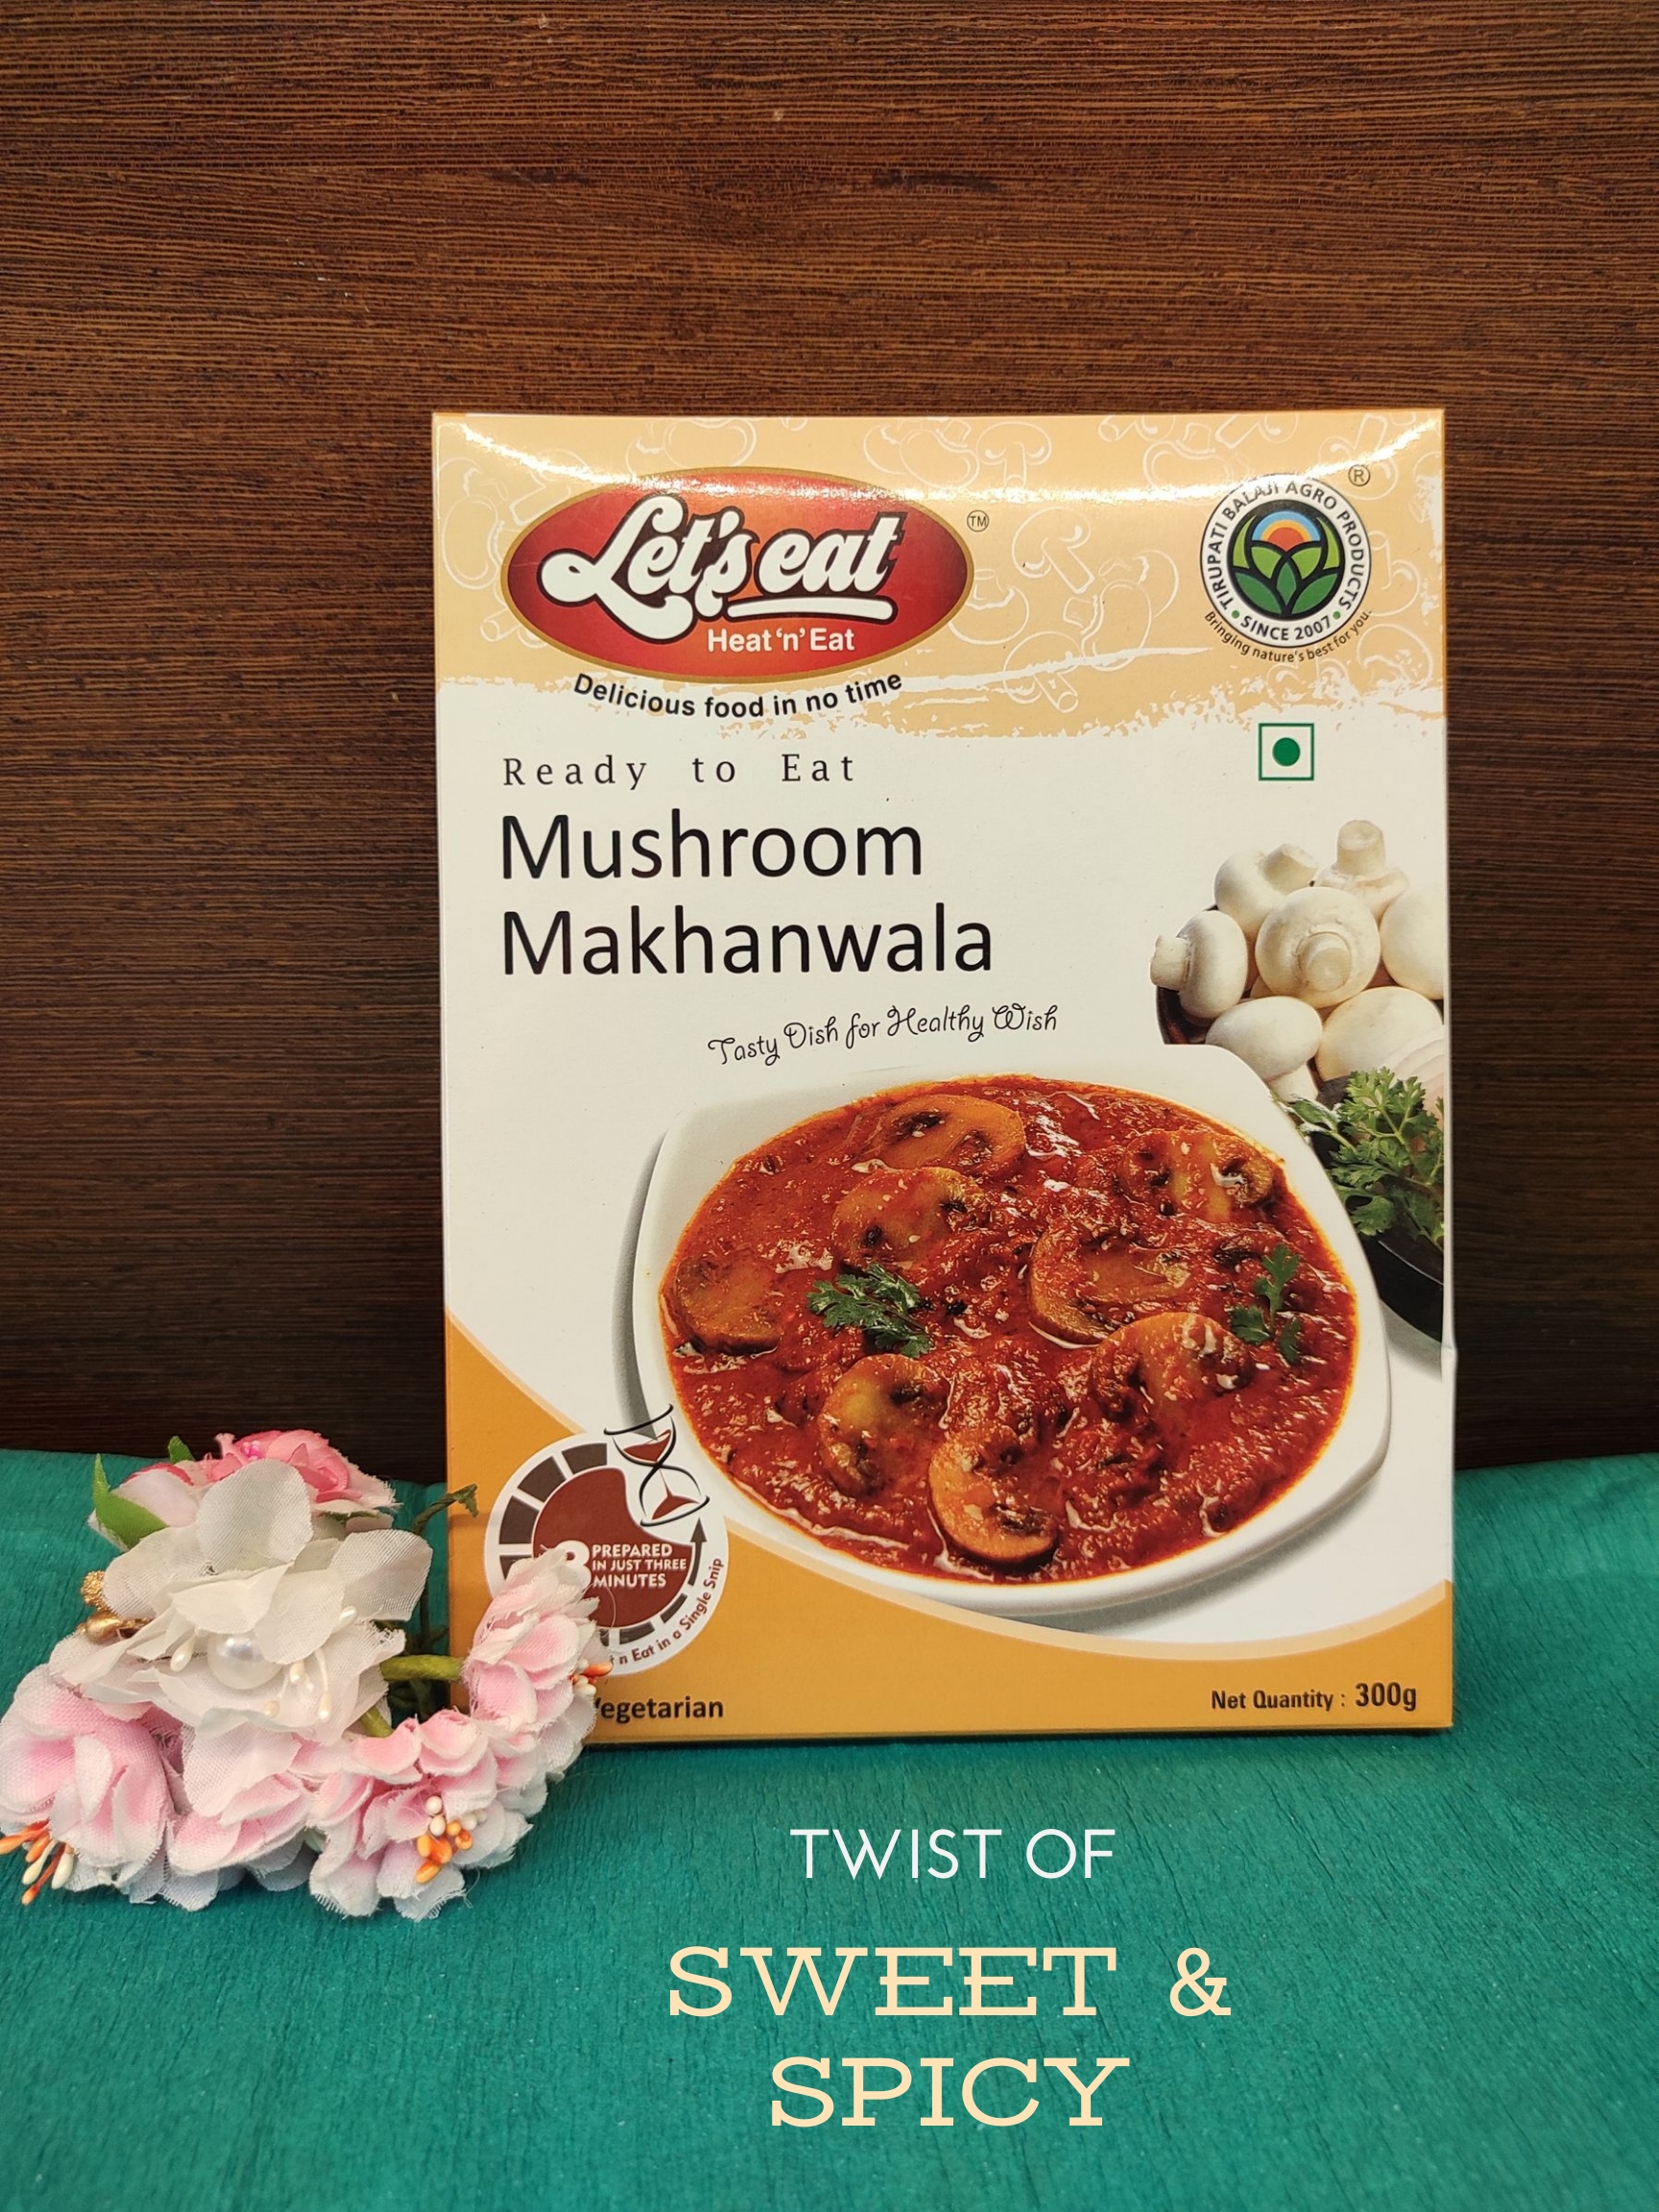 Let's eat
TM
Heat 'n' Eat
Delicious food in no time
TIRUPATI BALAJI AGRO PRODUCTS
®
• SINCE 2007 •
Bringing nature's best for you.
Ready to Eat
Mushroom
Makhanwala
Tasty Dish for Healthy Wish
3
PREPARED
IN JUST THREE
MINUTES
n Eat in a Single Snip
egetarian
Net Quantity : 300g
TWIST OF
SWEET &
SPICY